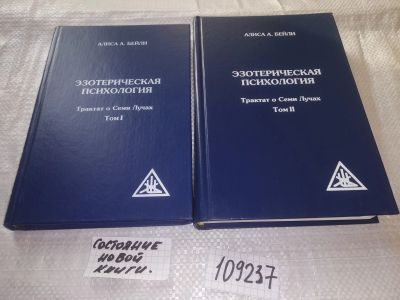 АЛИСА А. БЕЙЛИ
ЭЗОТЕРИЧЕСКАЯ
ПСИХОЛОГИЯ
Трактат о Семи Лучах
Том I
АЛИСА А. БЕЙЛИ
ЭЗОТЕРИЧЕСКАЯ
ПСИХОЛОГИЯ
Трактат о Семи Лучах
Том II
СОСТОЯНИЕ
НОВОЙ
КНИГИ.
109237